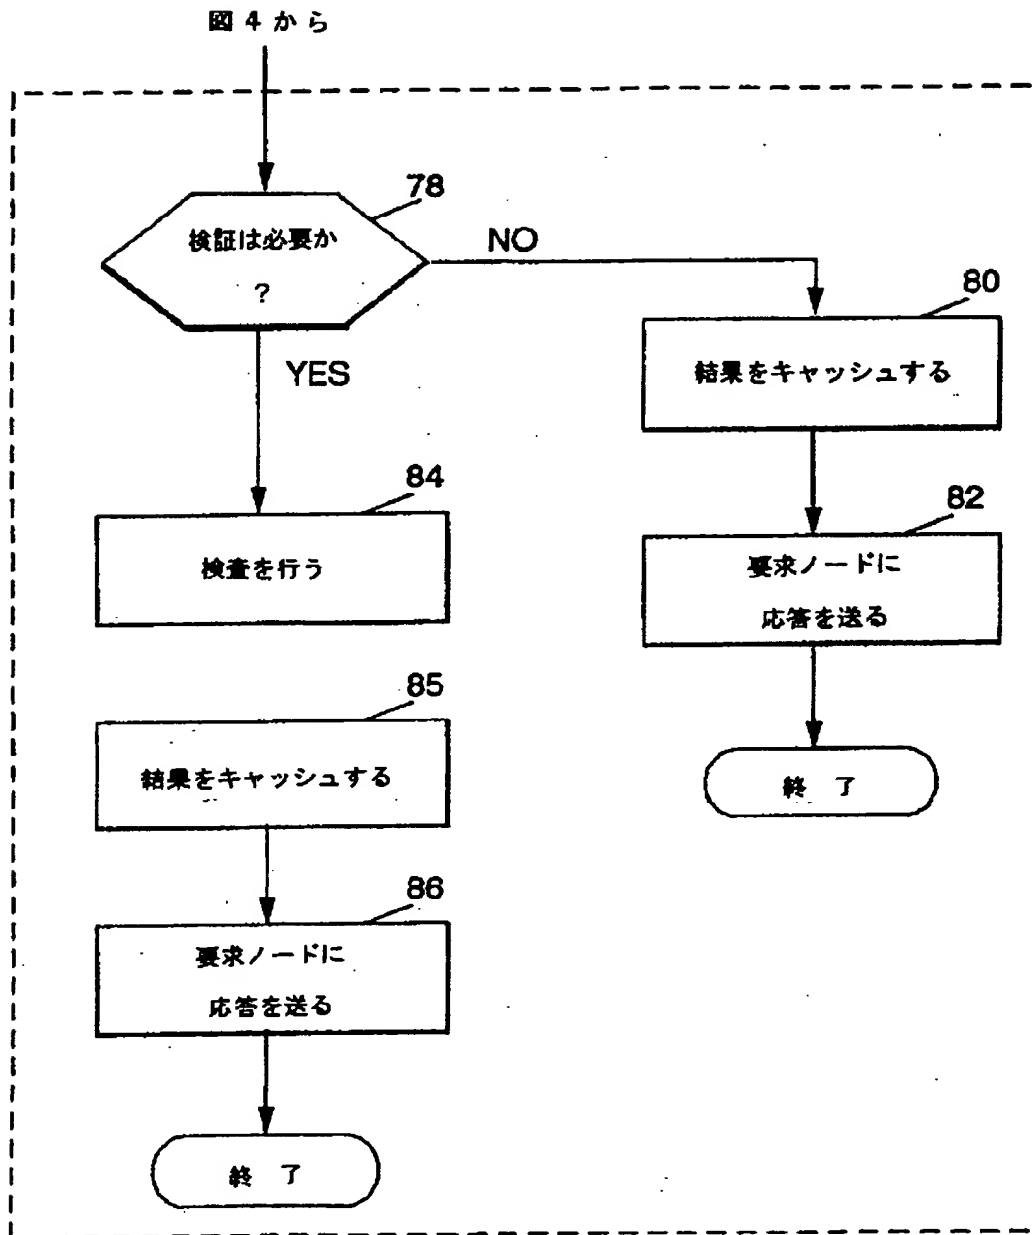 図4から
78
検証は必要か
?
NO
YES
80
結果をキャッシュする
82
要求ノードに
応答を送る
終了
84
検査を行う
85
結果をキャッシュする
86
要求ノードに
応答を送る
終了